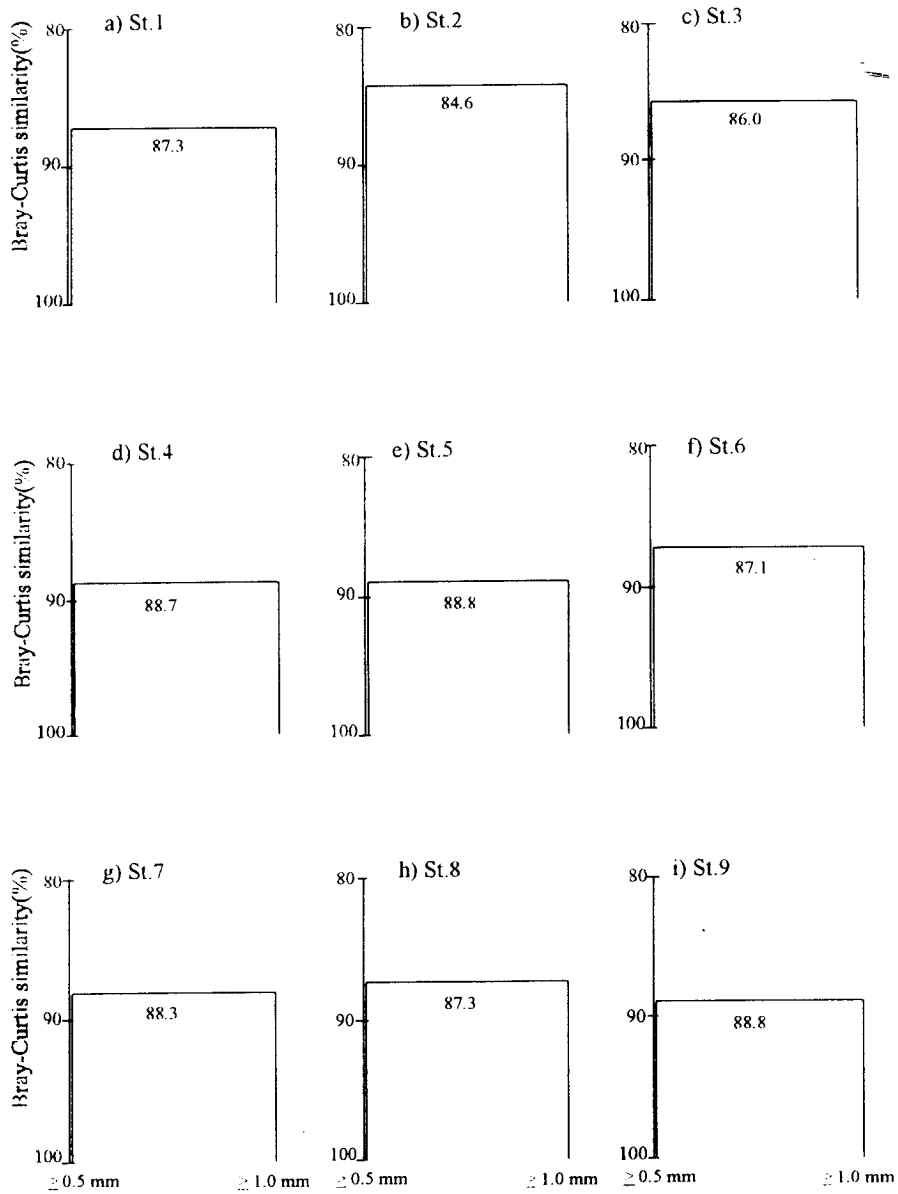 a) St.1
b) St.2
c) St.3
Bray-Curtis similarity(%)
80
90
100
87.3
80
90
100
84.6
80
90
100
86.0
d) St.4
e) St.5
f) St.6
Bray-Curtis similarity(%)
80
90
100
88.7
80
90
100
88.8
80
90
100
87.1
g) St.7
h) St.8
i) St.9
Bray-Curtis similarity(%)
80
90
100
88.3
80
90
100
87.3
80
90
100
88.8
≥ 0.5 mm
≥ 1.0 mm
≥ 0.5 mm
≥ 1.0 mm
≥ 0.5 mm
≥ 1.0 mm